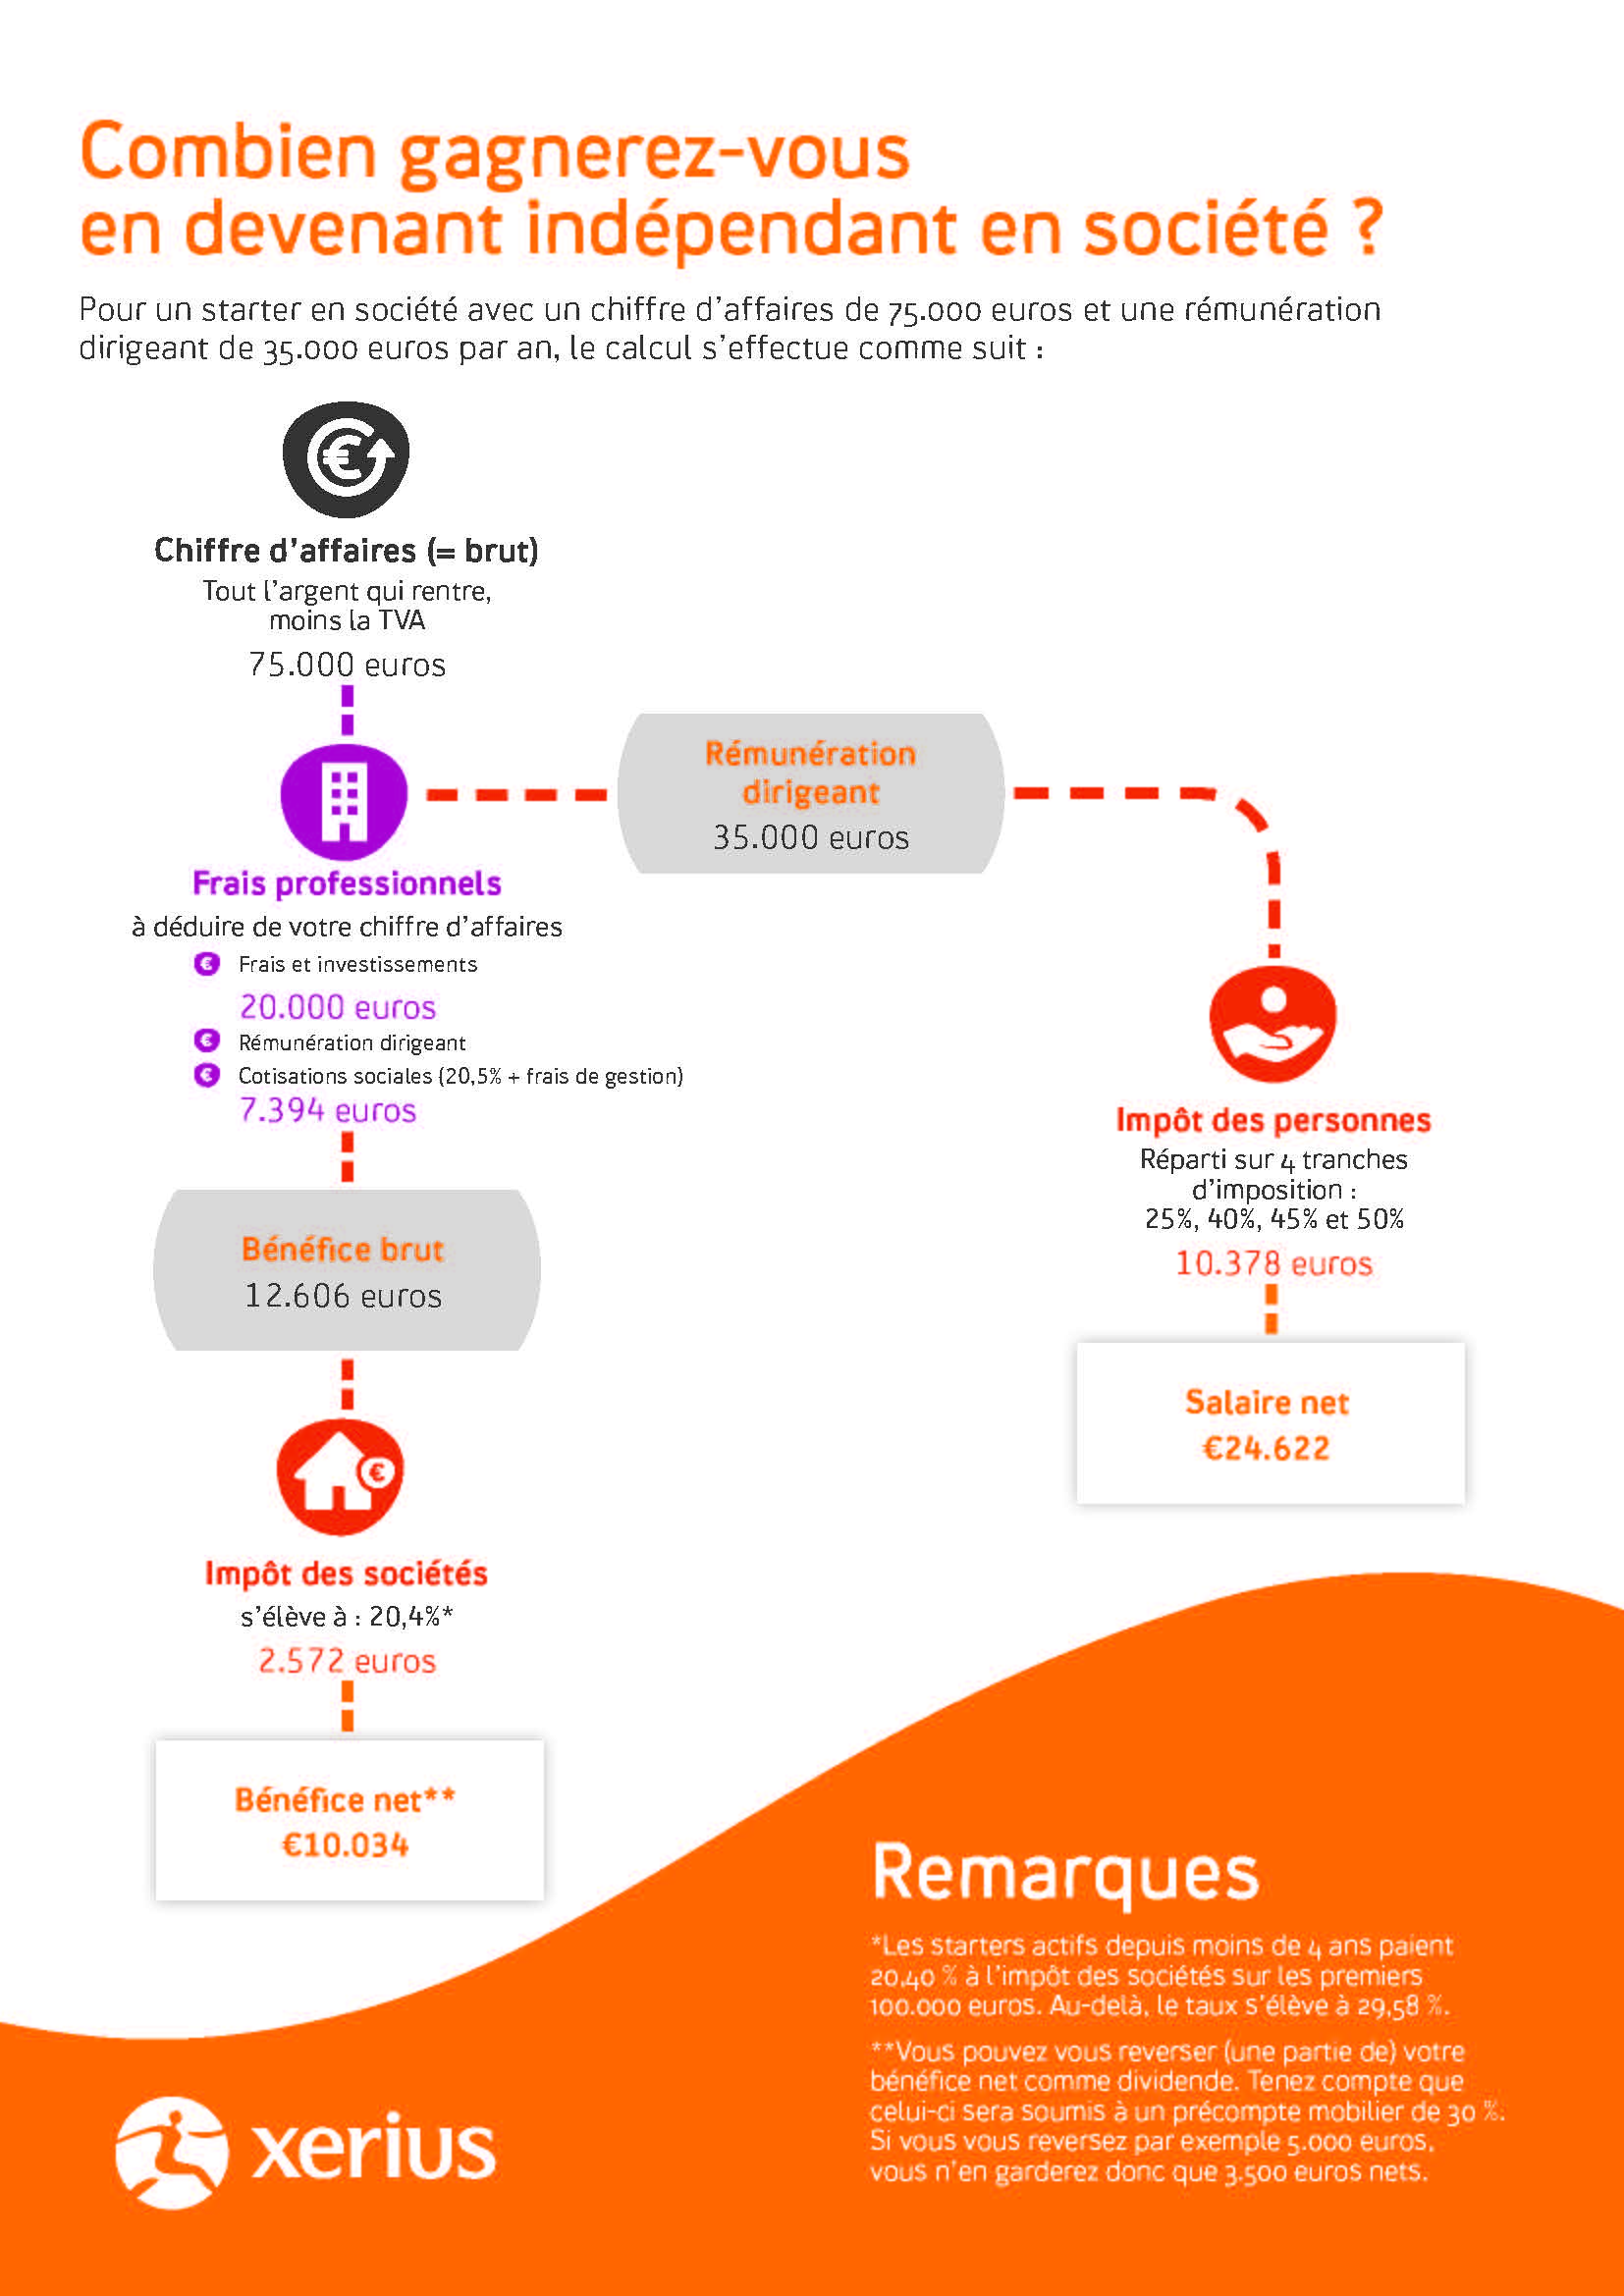 Combien gagnerez-vous
en devenant indépendant en société ?
Pour un starter en société avec un chiffre d'affaires de 75.000 euros et une rémunération
dirigeant de 35.000 euros par an, le calcul s'effectue comme suit :
Chiffre d'affaires (= brut)
Tout l'argent qui rentre,
moins la TVA
75.000 euros
Rémunération
dirigeant
35.000 euros
Frais professionnels
à déduire de votre chiffre d'affaires
€ Frais et investissements
20.000 euros
€ Rémunération dirigeant
€ Cotisations sociales (20,5% + frais de gestion)
7.394 euros
Impôt des personnes
Réparti sur 4 tranches
d'imposition :
25%, 40%, 45% et 50%
10.378 euros
Bénéfice brut
12.606 euros
Salaire net
€24.622
Impôt des sociétés
s'élève à : 20,4%*
2.572 euros
Bénéfice net**
€10.034
Remarques
*Les starters actifs depuis moins de 4 ans paient
20,40 % à l'impôt des sociétés sur les premiers
100.000 euros. Au-delà, le taux s'élève à 29,58 %.
**Vous pouvez vous reverser (une partie de) votre
bénéfice net comme dividende. Tenez compte que
celui-ci sera soumis à un précompte mobilier de 30 %.
Si vous vous reversez par exemple 5.000 euros,
vous n'en garderez donc que 3.500 euros nets.
xerius